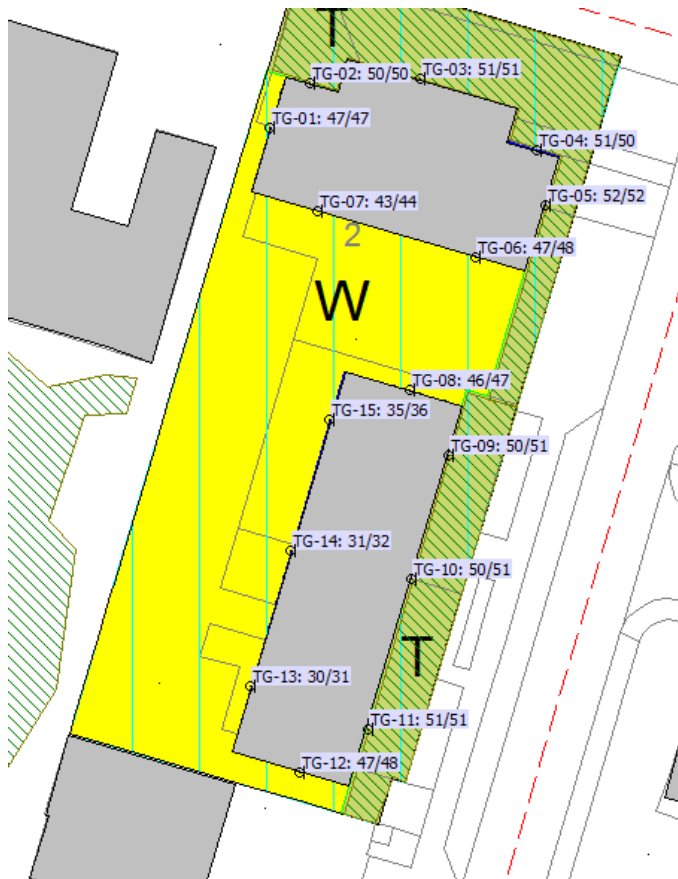 T
TG-02: 50/50
TG-03: 51/51
TG-01: 47/47
TG-04: 51/50
TG-05: 52/52
TG-07: 43/44
2
TG-06: 47/48
W
TG-08: 46/47
TG-15: 35/36
TG-09: 50/51
TG-14: 31/32
TG-10: 50/51
T
TG-13: 30/31
TG-11: 51/51
TG-12: 47/48